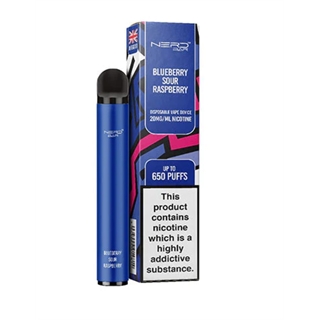 NERD
BAR
BLUEBERRY
SOUR
RASPBERRY
DISPOSABLE VAPE DEVICE
20MG/ML NICOTINE
UP TO
650 PUFFS
This
product
contains
nicotine
which is a
highly
addictive
substance.
BLUEBERRY
SOUR
RASPBERRY